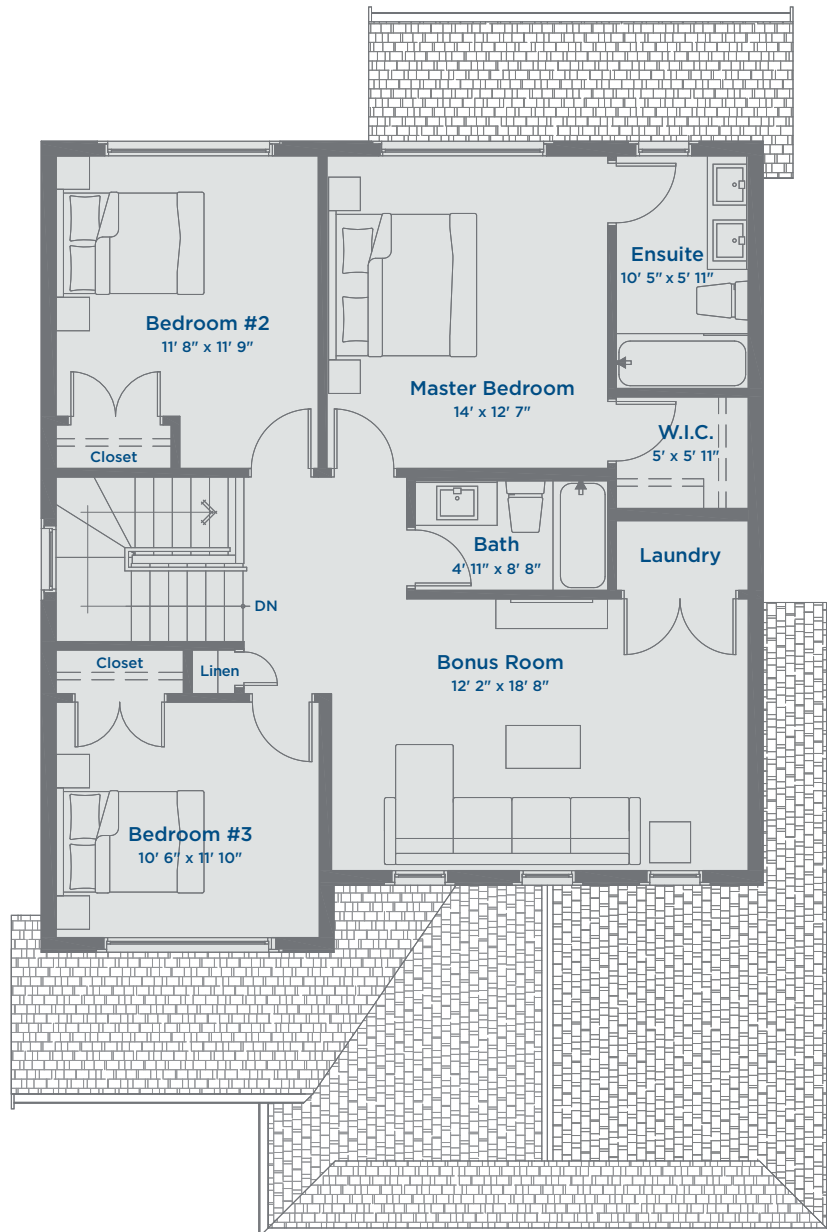 Ensuite
10' 5" x 5' 11"
Bedroom #2
11' 8" x 11' 9"
Master Bedroom
14' x 12' 7"
W.I.C.
5' x 5' 11"
Closet
Bath
4' 11" x 8' 8"
Laundry
DN
Closet
Linen
Bonus Room
12' 2" x 18' 8"
Bedroom #3
10' 6" x 11' 10"